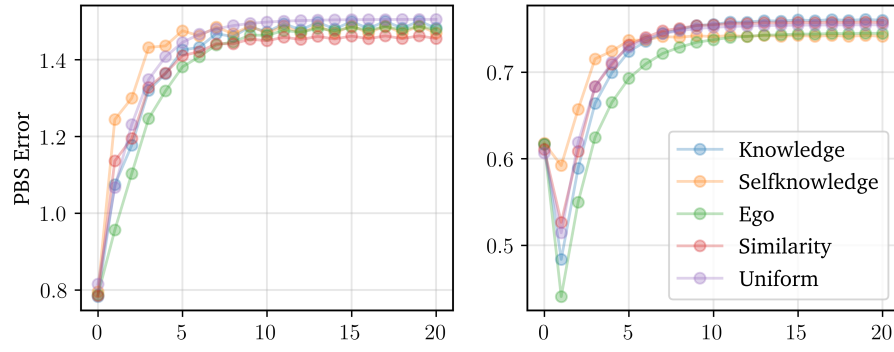 PBS Error
1.4
1.2
1.0
0.8
0 5 10 15 20
0.7
0.6
0.5
0 5 10 15 20
Knowledge
Selfknowledge
Ego
Similarity
Uniform